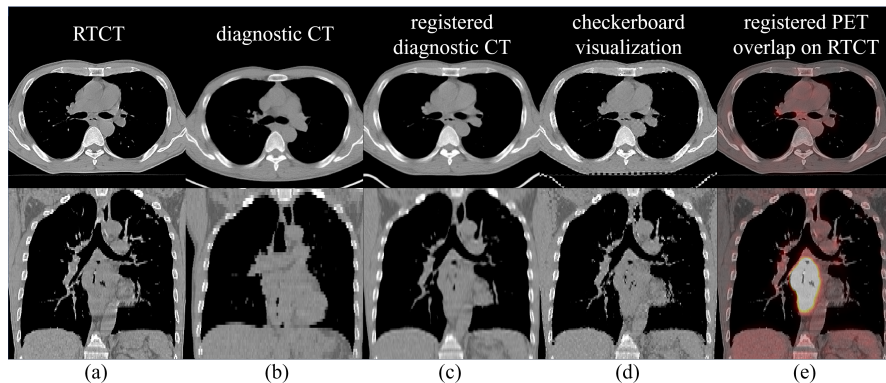 RTCT
diagnostic CT
registered
diagnostic CT
checkerboard
visualization
registered PET
overlap on RTCT
(a)
(b)
(c)
(d)
(e)